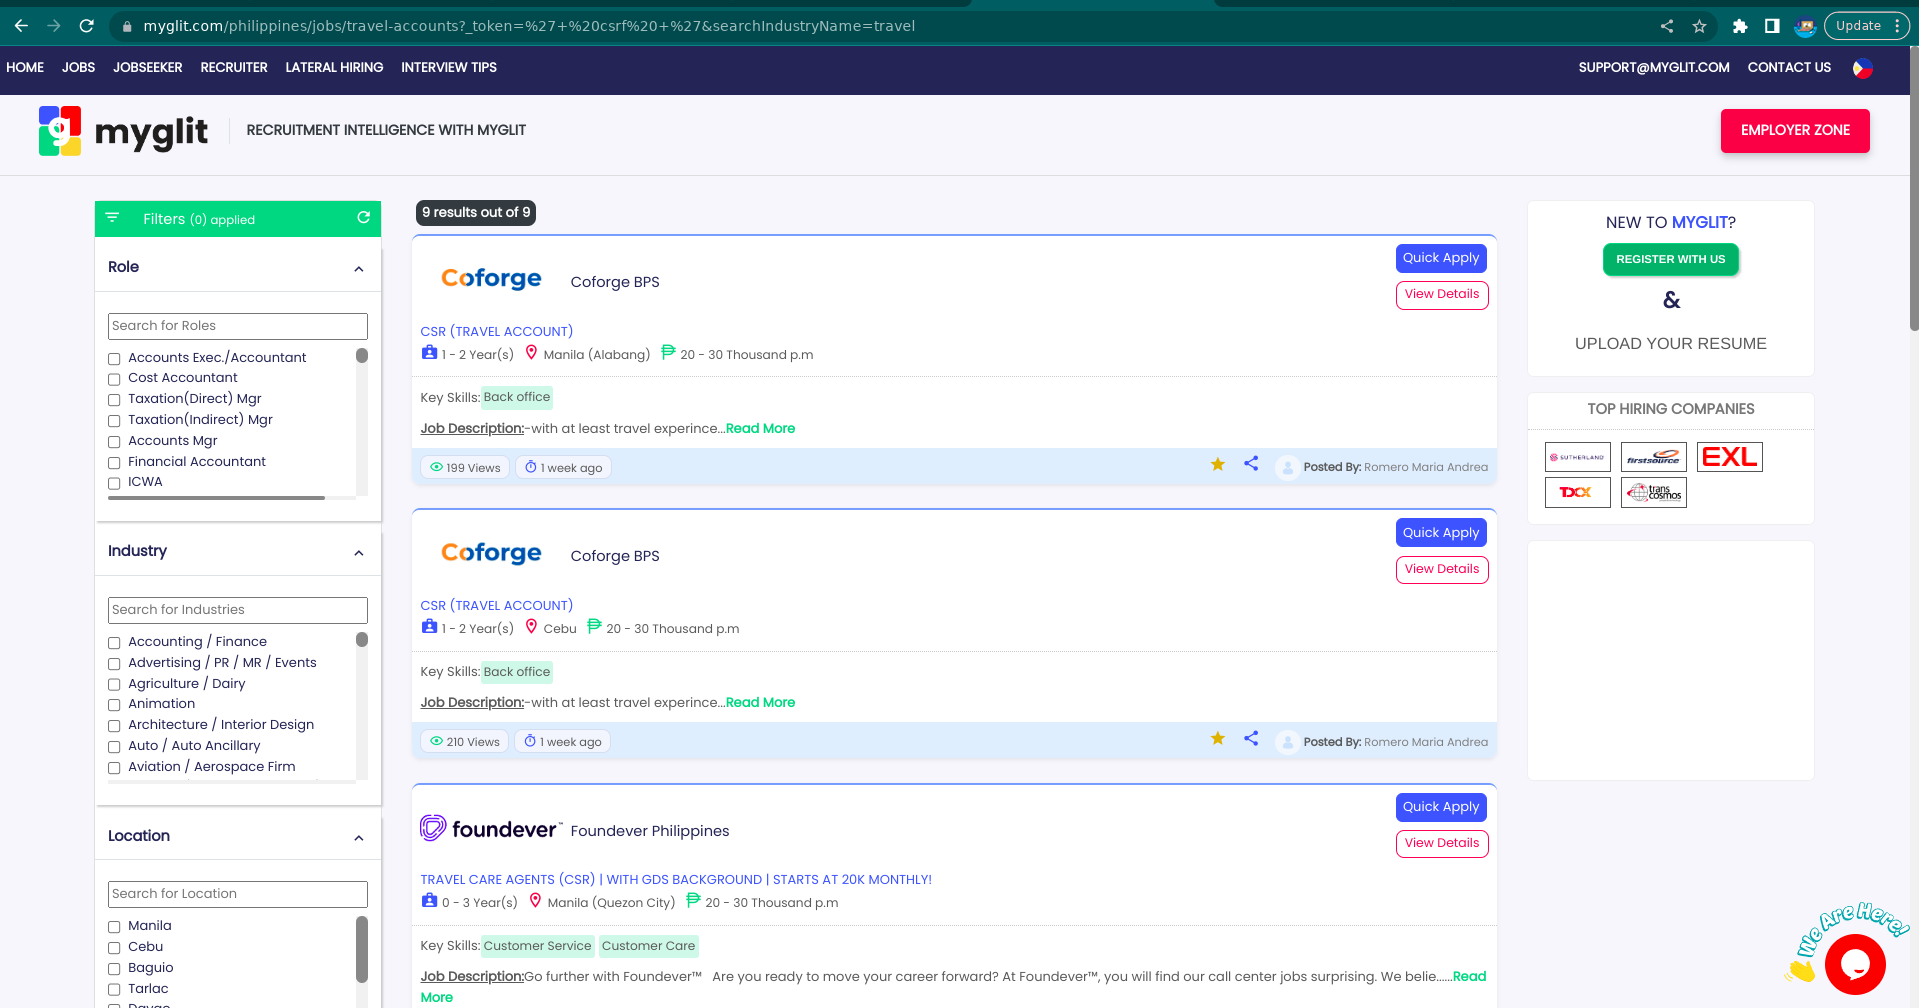 myglit.com/philippines/jobs/travel-accounts?_token=%27+%20csrf%20+%27&searchIndustryName=travel
Update
HOME JOBS JOBSEEKER RECRUITER LATERAL HIRING INTERVIEW TIPS
SUPPORT@MYGLIT.COM CONTACT US
g myglit
RECRUITMENT INTELLIGENCE WITH MYGLIT
EMPLOYER ZONE
Filters (0) applied
Role
Search for Roles
Accounts Exec./Accountant
Cost Accountant
Taxation(Direct) Mgr
Taxation(Indirect) Mgr
Accounts Mgr
Financial Accountant
ICWA
Industry
Search for Industries
Accounting / Finance
Advertising / PR / MR / Events
Agriculture / Dairy
Animation
Architecture / Interior Design
Auto / Auto Ancillary
Aviation / Aerospace Firm
Location
Search for Location
Manila
Cebu
Baguio
Tarlac
Davao
9 results out of 9
Coforge Coforge BPS
Quick Apply
View Details
CSR (TRAVEL ACCOUNT)
1 - 2 Year(s) Manila (Alabang) 20 - 30 Thousand p.m
Key Skills: Back office
Job Description:-with at least travel experince...Read More
199 Views 1 week ago Posted By: Romero Maria Andrea
Coforge Coforge BPS
Quick Apply
View Details
CSR (TRAVEL ACCOUNT)
1 - 2 Year(s) Cebu 20 - 30 Thousand p.m
Key Skills: Back office
Job Description:-with at least travel experince...Read More
210 Views 1 week ago Posted By: Romero Maria Andrea
foundever™ Foundever Philippines
Quick Apply
View Details
TRAVEL CARE AGENTS (CSR) | WITH GDS BACKGROUND | STARTS AT 20K MONTHLY!
0 - 3 Year(s) Manila (Quezon City) 20 - 30 Thousand p.m
Key Skills: Customer Service Customer Care
Job Description:Go further with Foundever™ Are you ready to move your career forward? At Foundever™, you will find our call center jobs surprising. We belie......Read
More
NEW TO MYGLIT?
REGISTER WITH US
&
UPLOAD YOUR RESUME
TOP HIRING COMPANIES
SUTHERLAND firstsource EXL
TDCX trans cosmos
We Are Here!